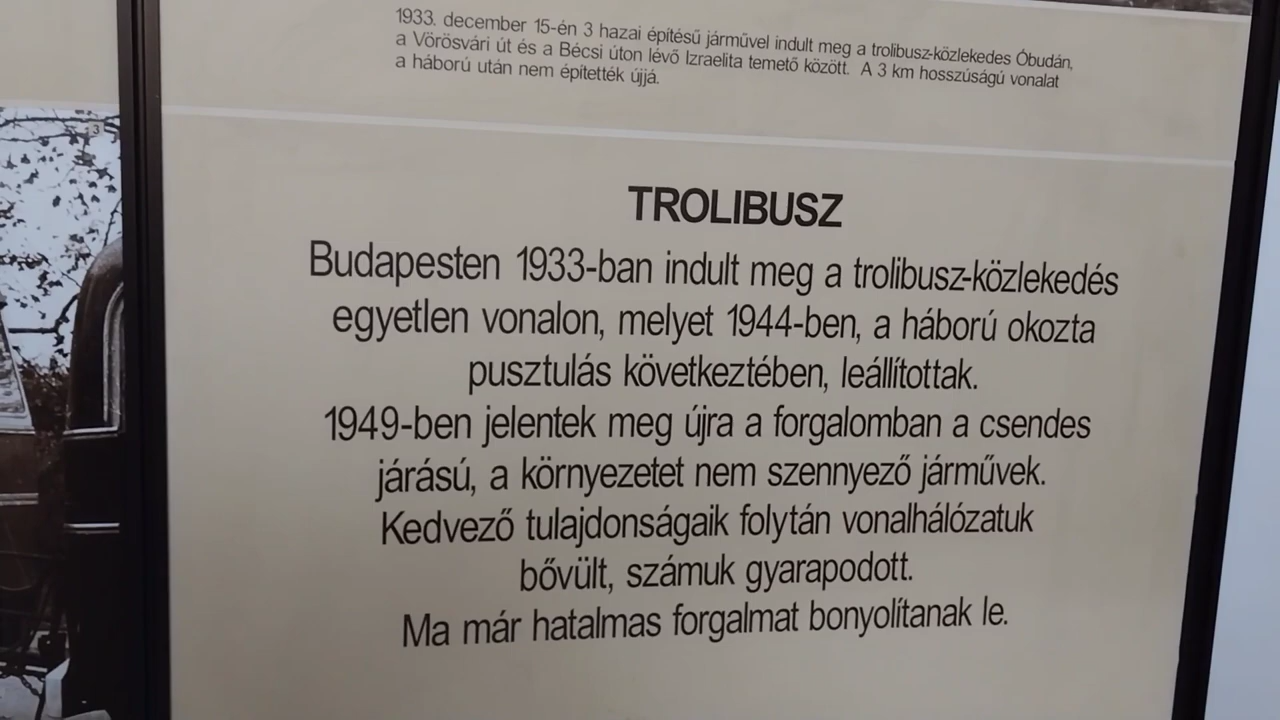 1933. december 15-én 3 hazai építésű járművel indult meg a trolibusz-közlekedes Óbudán,
a Vörösvári út és a Bécsi úton lévő Izraelita temető között. A 3 km hosszúságú vonalat
a háború után nem építették újjá.
TROLIBUSZ
Budapesten 1933-ban indult meg a trolibusz-közlekedés
egyetlen vonalon, melyet 1944-ben, a háború okozta
pusztulás következtében, leállítottak.
1949-ben jelentek meg újra a forgalomban a csendes
járású, a környezetet nem szennyező járművek.
Kedvező tulajdonságaik folytán vonalhálózatuk
bővült, számuk gyarapodott.
Ma már hatalmas forgalmat bonyolítanak le.